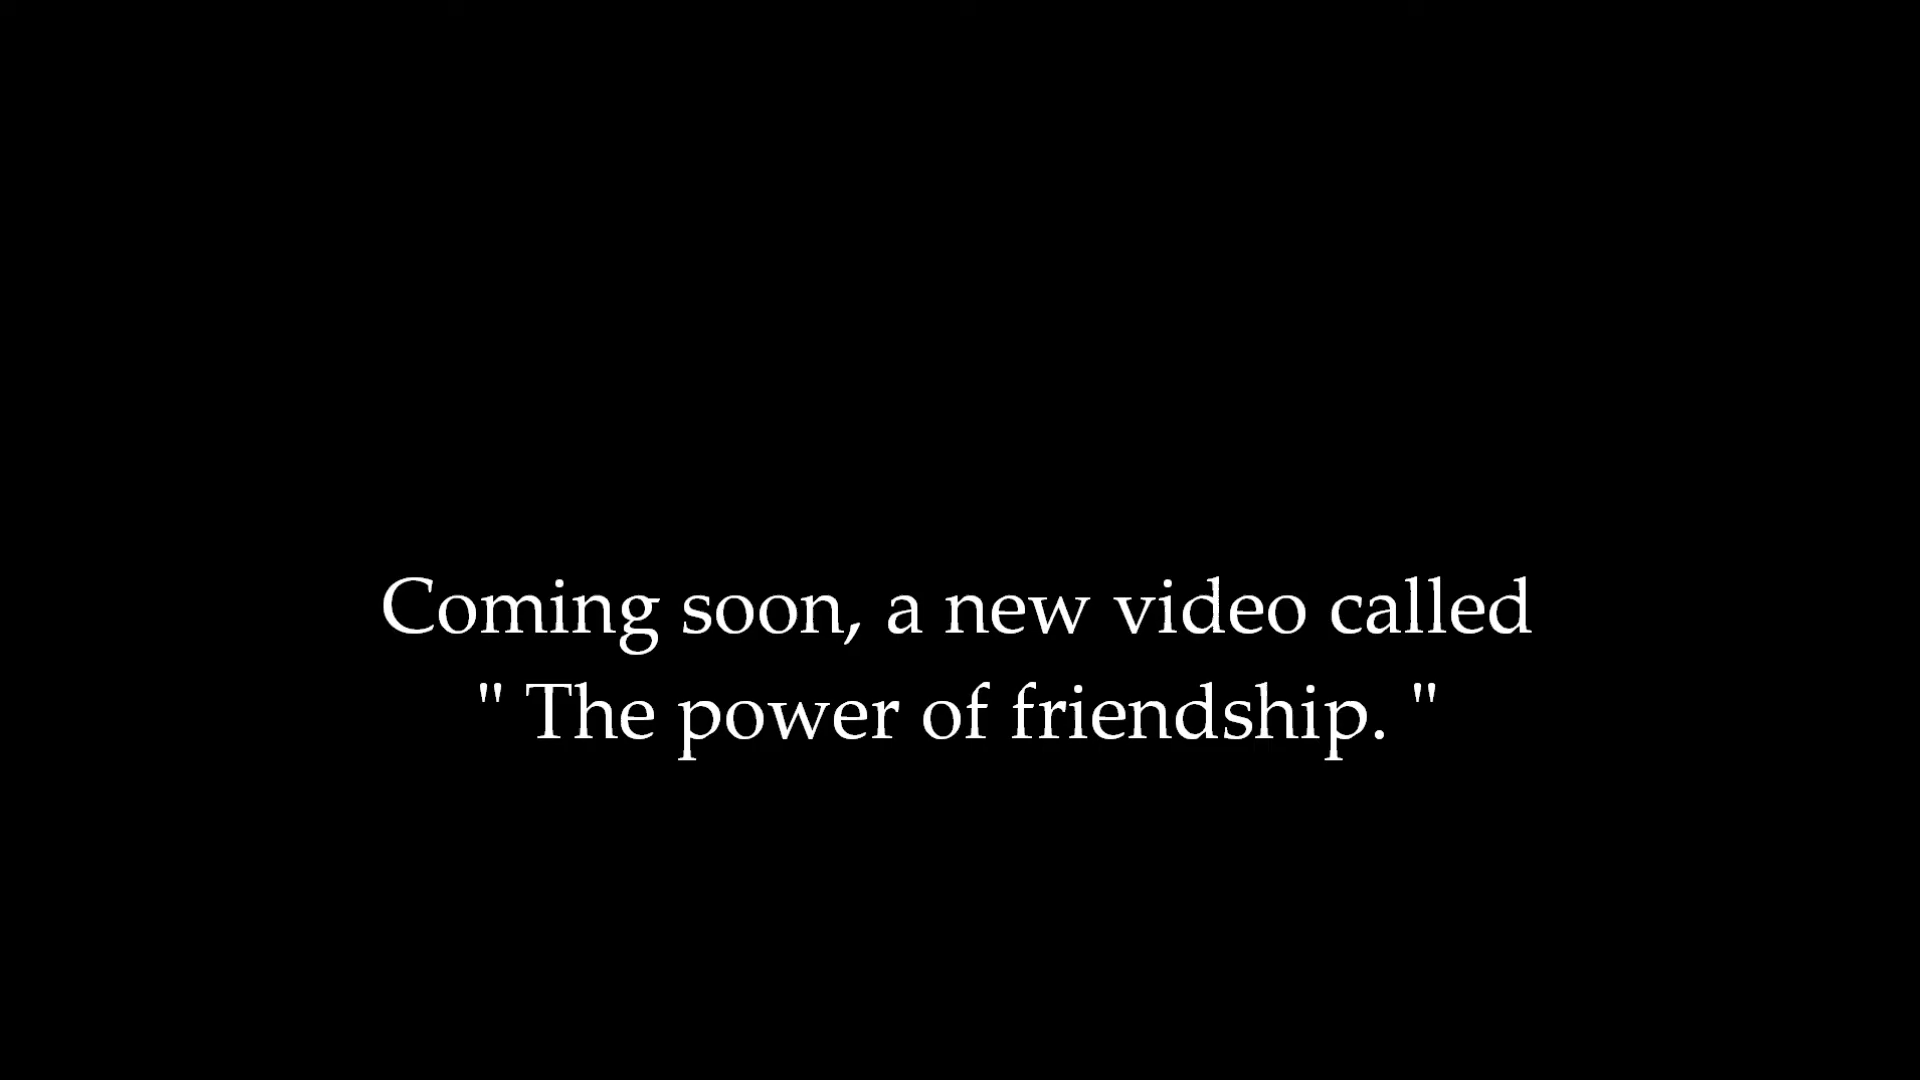 Coming soon, a new video called
" The power of friendship. "